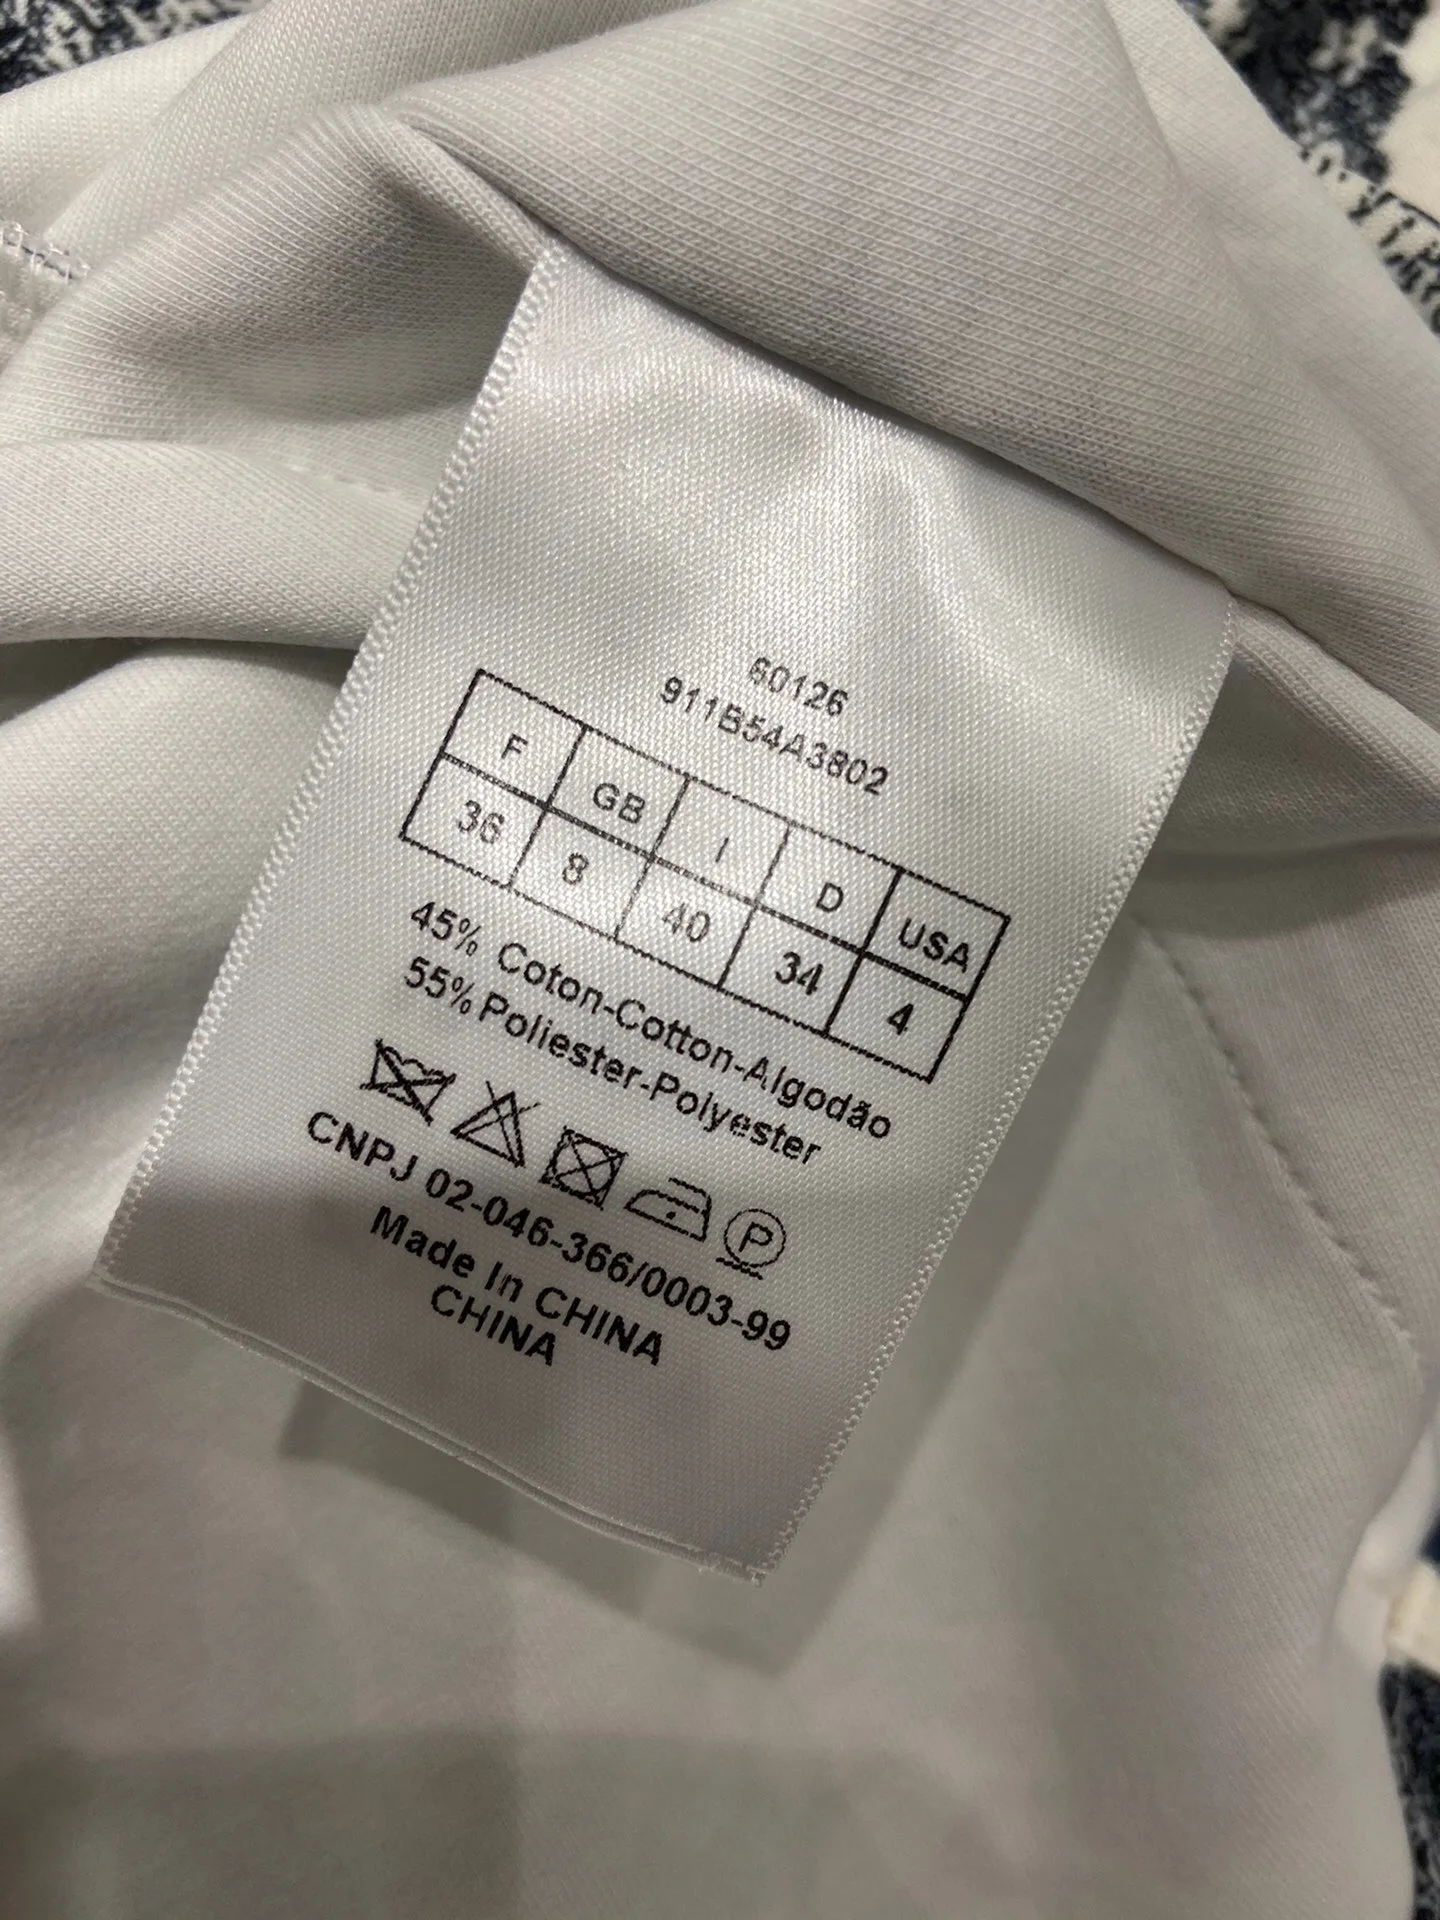 60126
911B54A3802
F GB I D USA
36 8 40 34 4
45% Coton-Cotton-Algodão
55% Poliester-Polyester
P
CNPJ 02-046-366/0003-99
Made In CHINA
CHINA